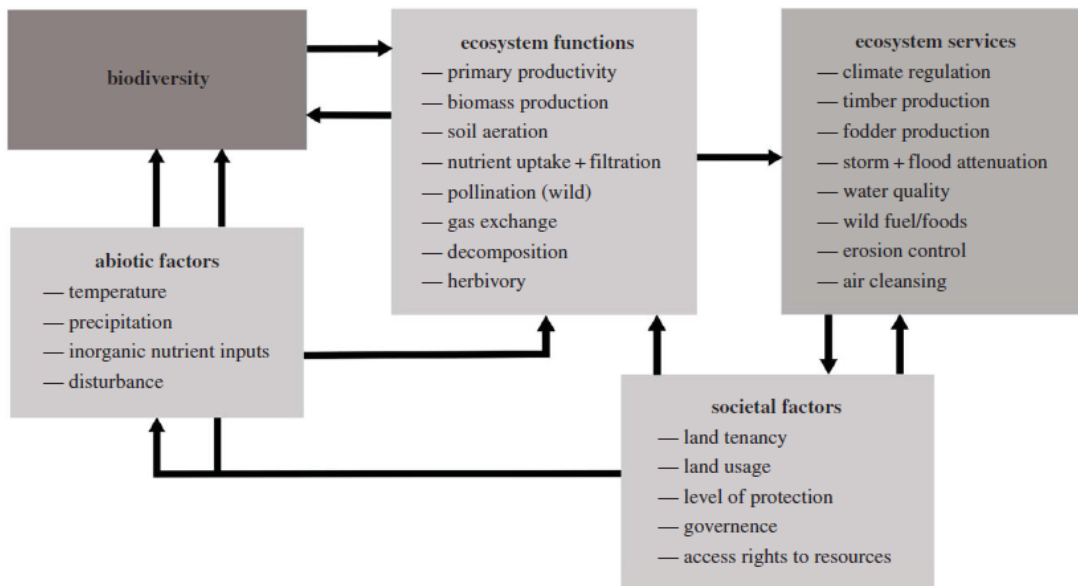 biodiversity
ecosystem functions
— primary productivity
— biomass production
— soil aeration
— nutrient uptake + filtration
— pollination (wild)
— gas exchange
— decomposition
— herbivory
ecosystem services
— climate regulation
— timber production
— fodder production
— storm + flood attenuation
— water quality
— wild fuel/foods
— erosion control
— air cleansing
abiotic factors
— temperature
— precipitation
— inorganic nutrient inputs
— disturbance
societal factors
— land tenancy
— land usage
— level of protection
— governence
— access rights to resources